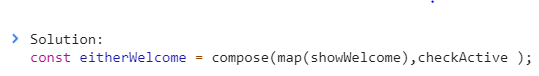 Solution:
const eitherWelcome = compose(map(showWelcome),checkActive );